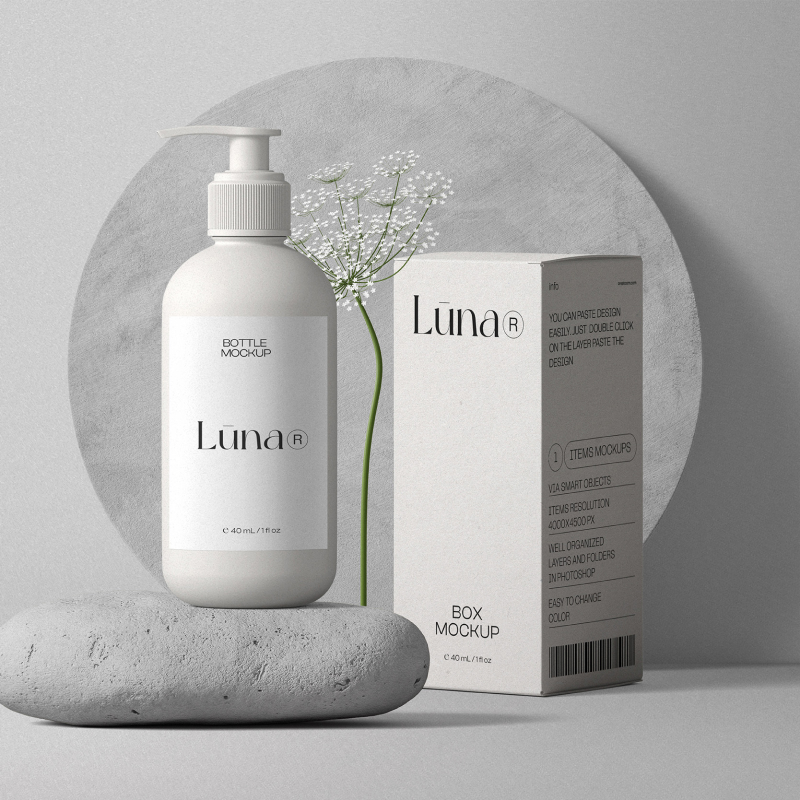 BOTTLE
MOCKUP
Lūna®
℮ 40 mL / 1 fl oz
Lūna®
BOX
MOCKUP
℮ 40 mL / 1 fl oz
info
YOU CAN PASTE DESIGN
EASILY. JUST DOUBLE CLICK
ON THE LAYER PASTE THE
DESIGN
1 ITEMS MOCKUPS
VIA SMART OBJECTS
ITEMS RESOLUTION
4000X4500 PX
WELL ORGANIZED
LAYERS AND FOLDERS
IN PHOTOSHOP
EASY TO CHANGE
COLOR